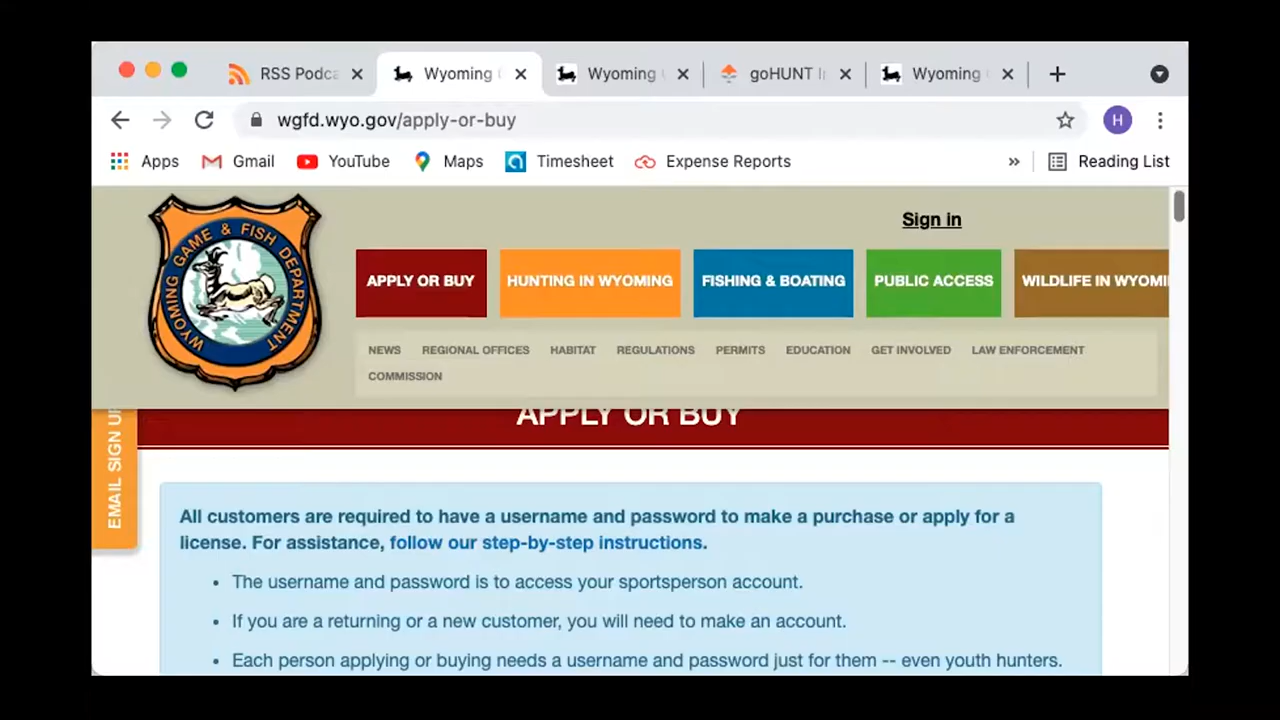 RSS Podca
Wyoming
Wyoming
goHUNT I
Wyoming
wgfd.wyo.gov/apply-or-buy
H
Apps
Gmail
YouTube
Maps
Timesheet
Expense Reports
»
Reading List
WYOMING GAME & FISH DEPARTMENT
Sign in
APPLY OR BUY
HUNTING IN WYOMING
FISHING & BOATING
PUBLIC ACCESS
WILDLIFE IN WYOMI
NEWS
REGIONAL OFFICES
HABITAT
REGULATIONS
PERMITS
EDUCATION
GET INVOLVED
LAW ENFORCEMENT
COMMISSION
EMAIL SIGN UP
APPLY OR BUY
All customers are required to have a username and password to make a purchase or apply for a
license. For assistance, follow our step-by-step instructions.
• The username and password is to access your sportsperson account.
• If you are a returning or a new customer, you will need to make an account.
• Each person applying or buying needs a username and password just for them -- even youth hunters.